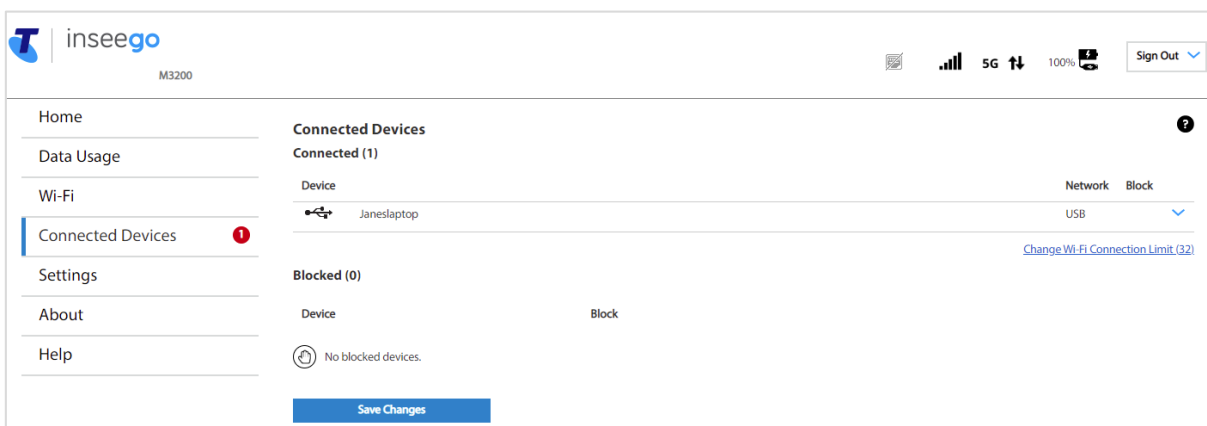 inseego
M3200
5G 100% Sign Out
Home
Data Usage
Wi-Fi
Connected Devices 1
Settings
About
Help
Connected Devices ?
Connected (1)
Device Network Block
Janeslaptop USB
Change Wi-Fi Connection Limit (32)
Blocked (0)
Device Block
No blocked devices.
Save Changes